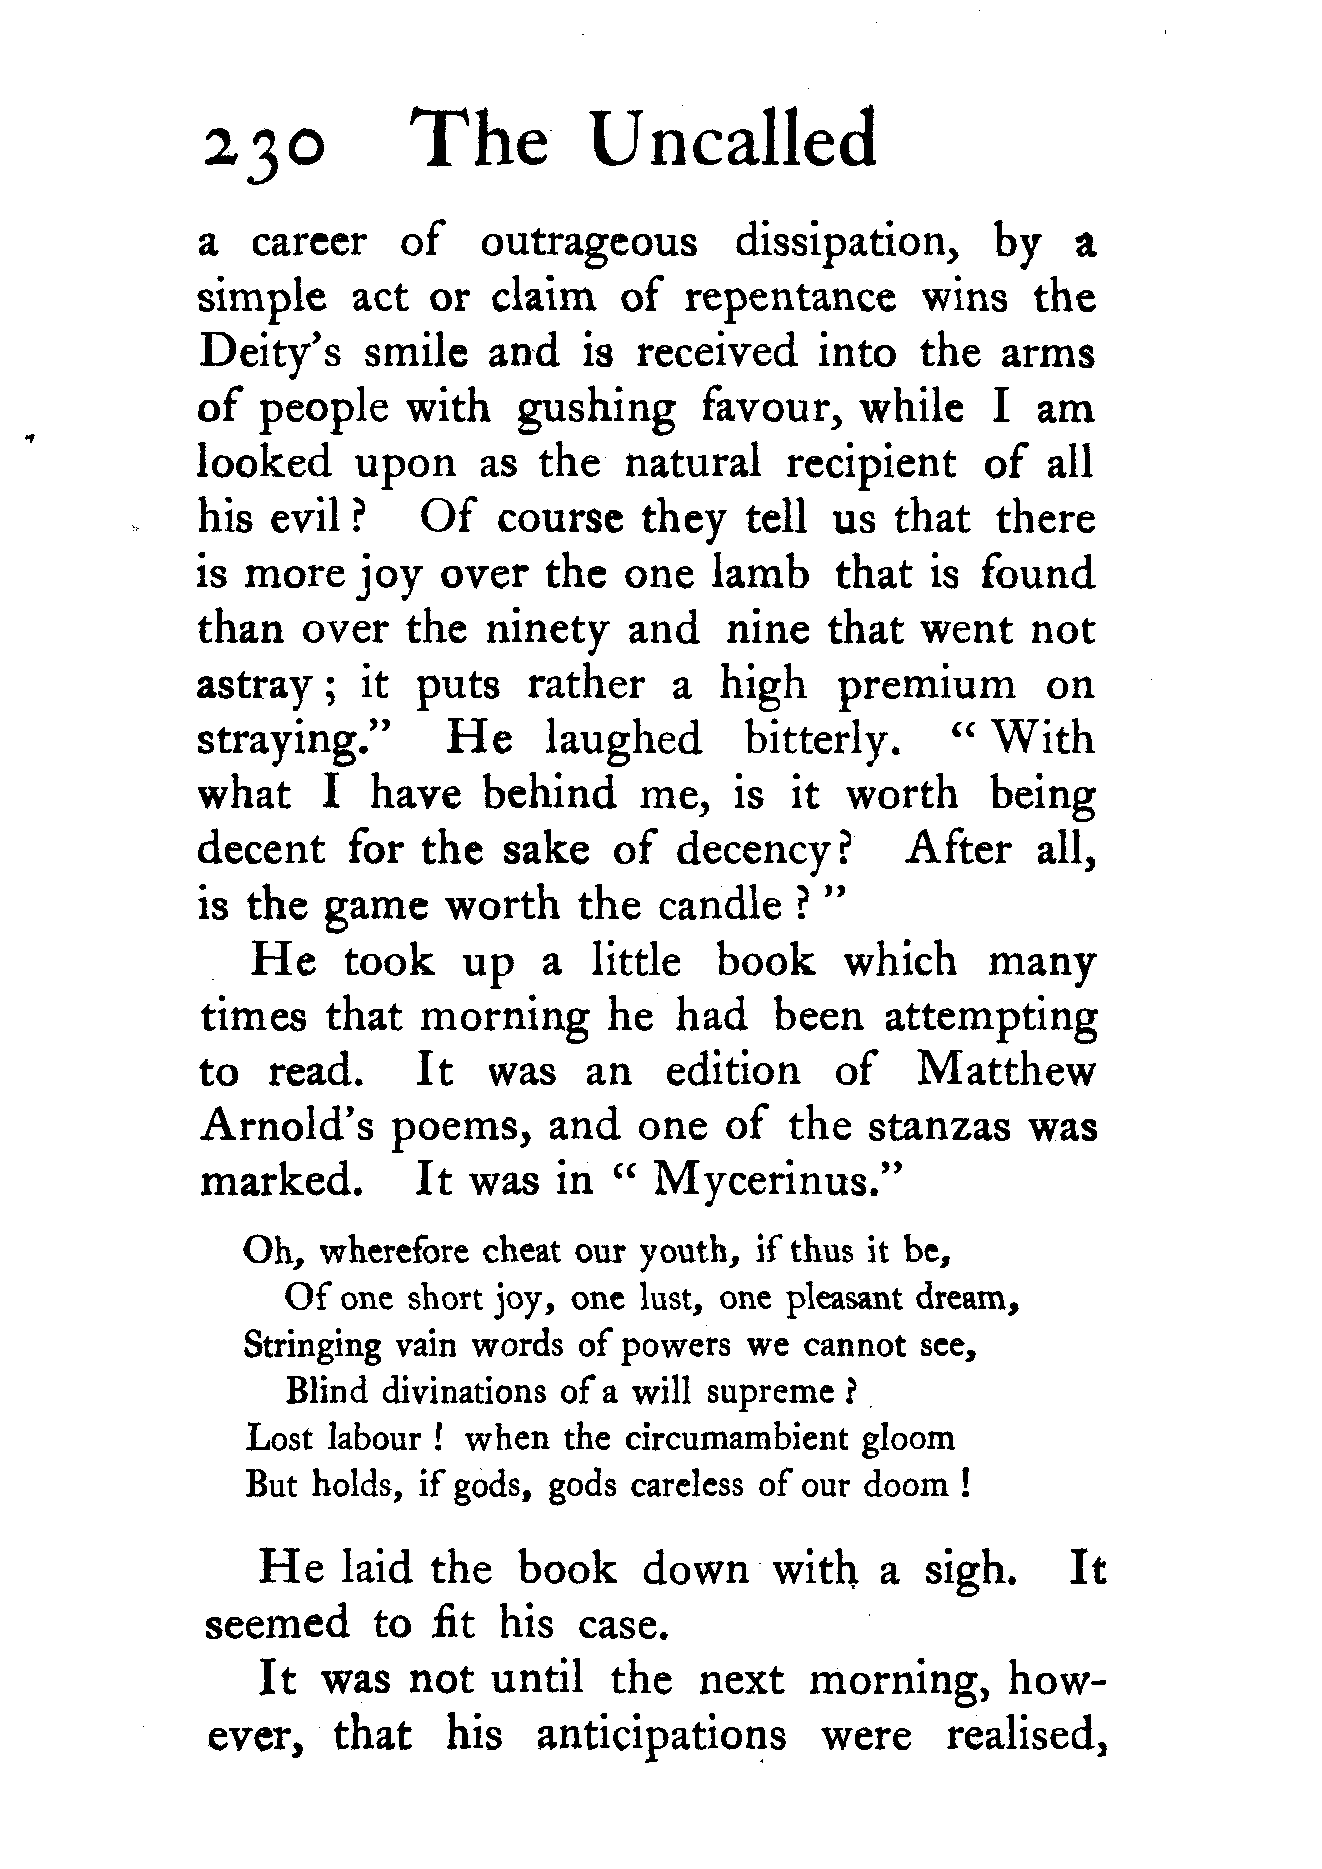 230 The Uncalled
a career of outrageous dissipation, by a
simple act or claim of repentance wins the
Deity's smile and is received into the arms
of people with gushing favour, while I am
looked upon as the natural recipient of all
his evil ? Of course they tell us that there
is more joy over the one lamb that is found
than over the ninety and nine that went not
astray ; it puts rather a high premium on
straying." He laughed bitterly. " With
what I have behind me, is it worth being
decent for the sake of decency? After all,
is the game worth the candle ? "
He took up a little book which many
times that morning he had been attempting
to read. It was an edition of Matthew
Arnold's poems, and one of the stanzas was
marked. It was in " Mycerinus."
Oh, wherefore cheat our youth, if thus it be,
Of one short joy, one lust, one pleasant dream,
Stringing vain words of powers we cannot see,
Blind divinations of a will supreme ?
Lost labour ! when the circumambient gloom
But holds, if gods, gods careless of our doom !
He laid the book down with a sigh. It
seemed to fit his case.
It was not until the next morning, how-
ever, that his anticipations were realised,